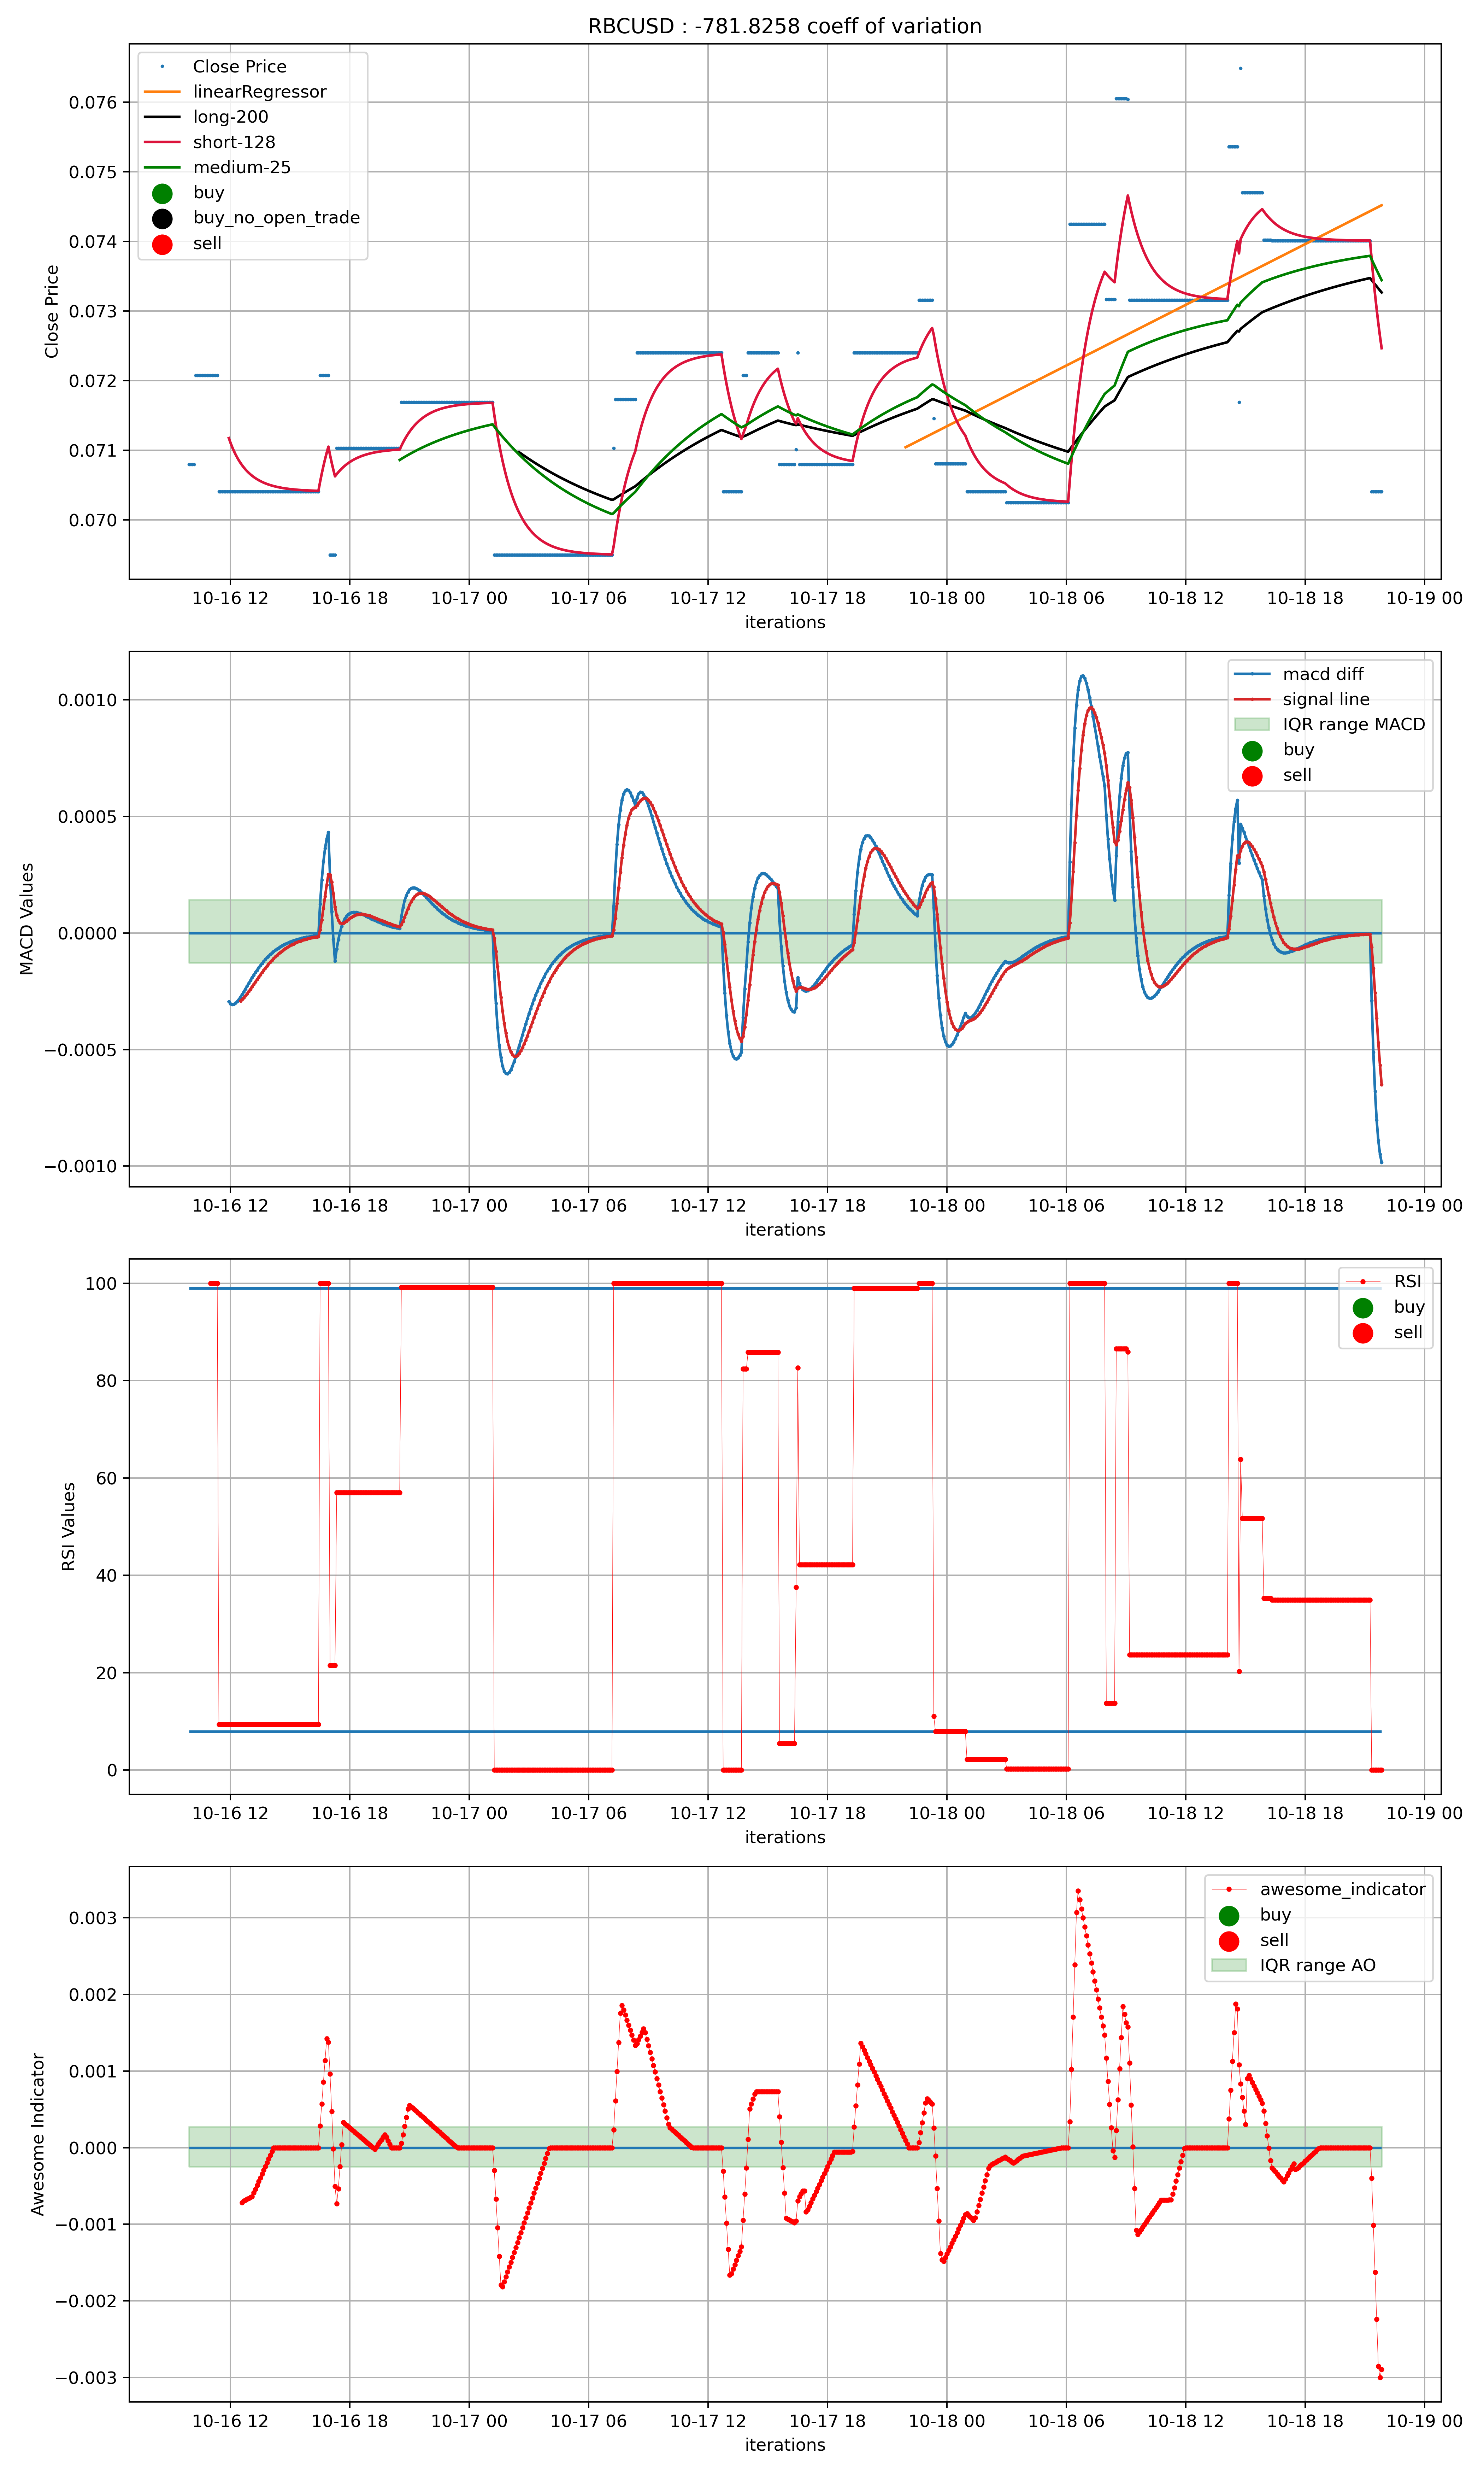 RBCUSD : -781.8258 coeff of variation
Close Price
linearRegressor
long-200
short-128
medium-25
buy
buy_no_open_trade
sell
Close Price
0.076
0.075
0.074
0.073
0.072
0.071
0.070
10-16 12 10-16 18 10-17 00 10-17 06 10-17 12 10-17 18 10-18 00 10-18 06 10-18 12 10-18 18 10-19 00
iterations
macd diff
signal line
IQR range MACD
buy
sell
MACD Values
0.0010
0.0005
0.0000
−0.0005
−0.0010
10-16 12 10-16 18 10-17 00 10-17 06 10-17 12 10-17 18 10-18 00 10-18 06 10-18 12 10-18 18 10-19 00
iterations
RSI
buy
sell
RSI Values
100
80
60
40
20
0
10-16 12 10-16 18 10-17 00 10-17 06 10-17 12 10-17 18 10-18 00 10-18 06 10-18 12 10-18 18 10-19 00
iterations
awesome_indicator
buy
sell
IQR range AO
Awesome Indicator
0.003
0.002
0.001
0.000
−0.001
−0.002
−0.003
10-16 12 10-16 18 10-17 00 10-17 06 10-17 12 10-17 18 10-18 00 10-18 06 10-18 12 10-18 18 10-19 00
iterations